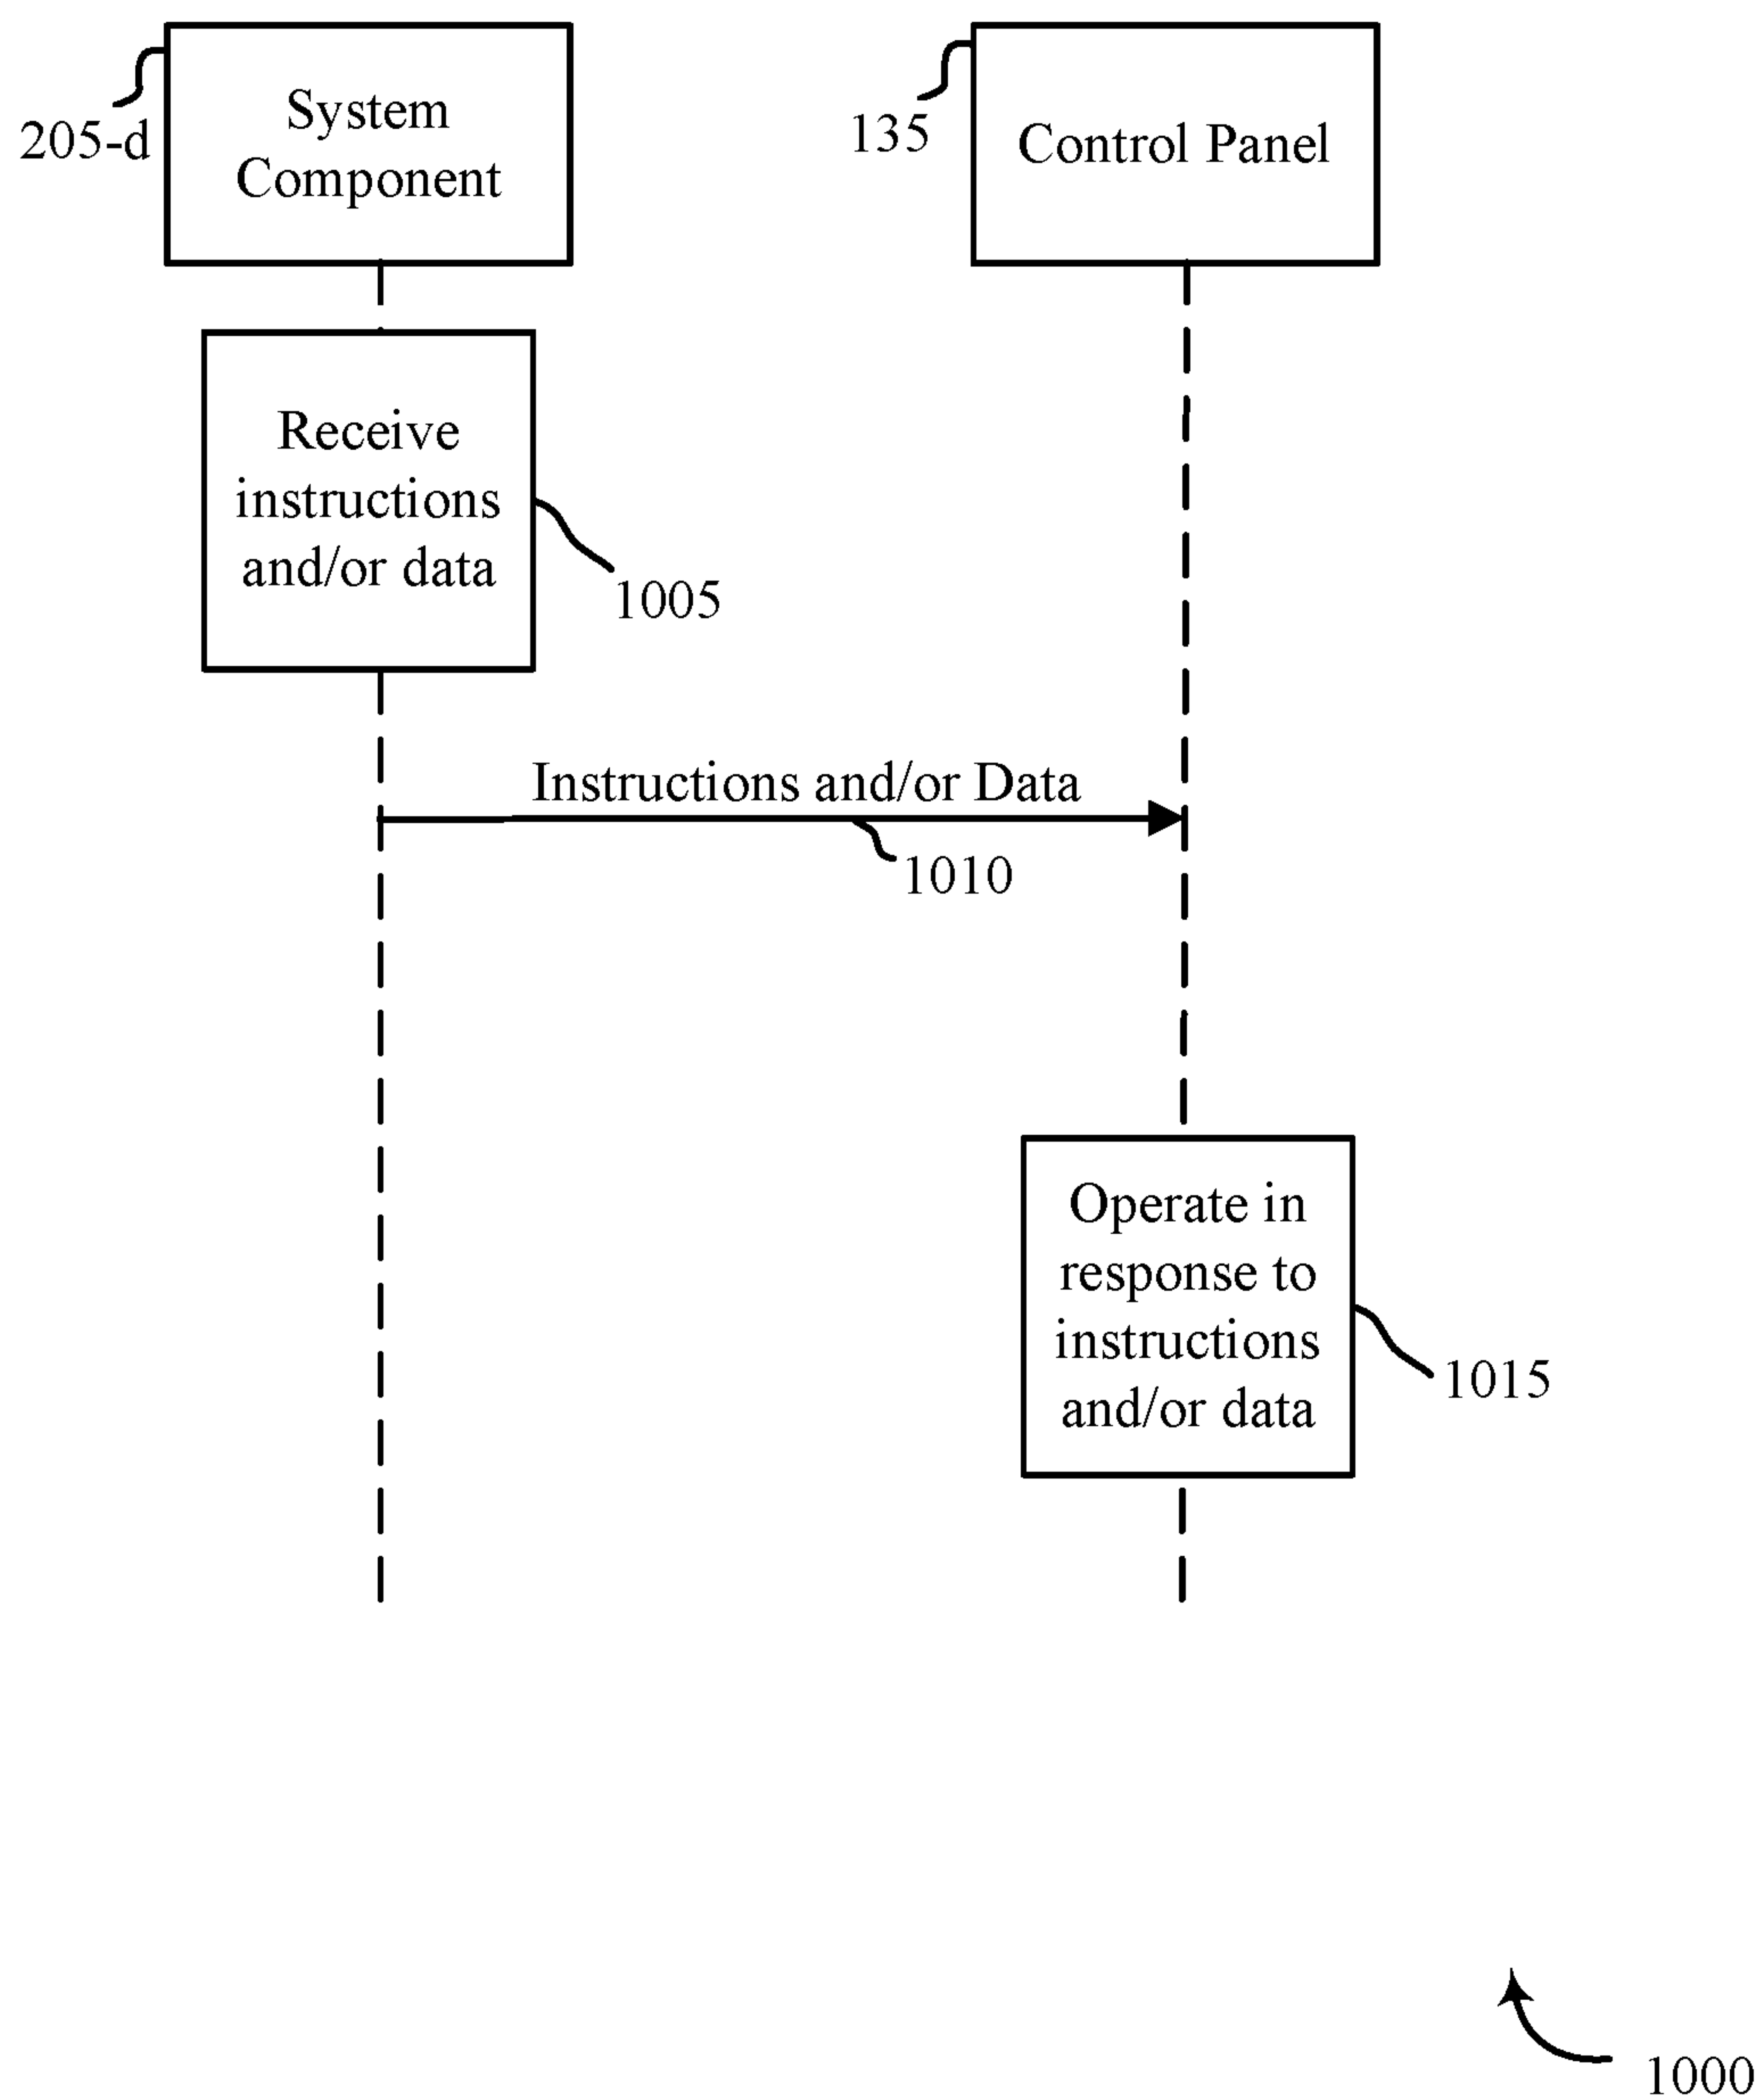 System
Component
205-d
Control Panel
135
Receive
instructions
and/or data
1005
Instructions and/or Data
1010
Operate in
response to
instructions
and/or data
1015
1000